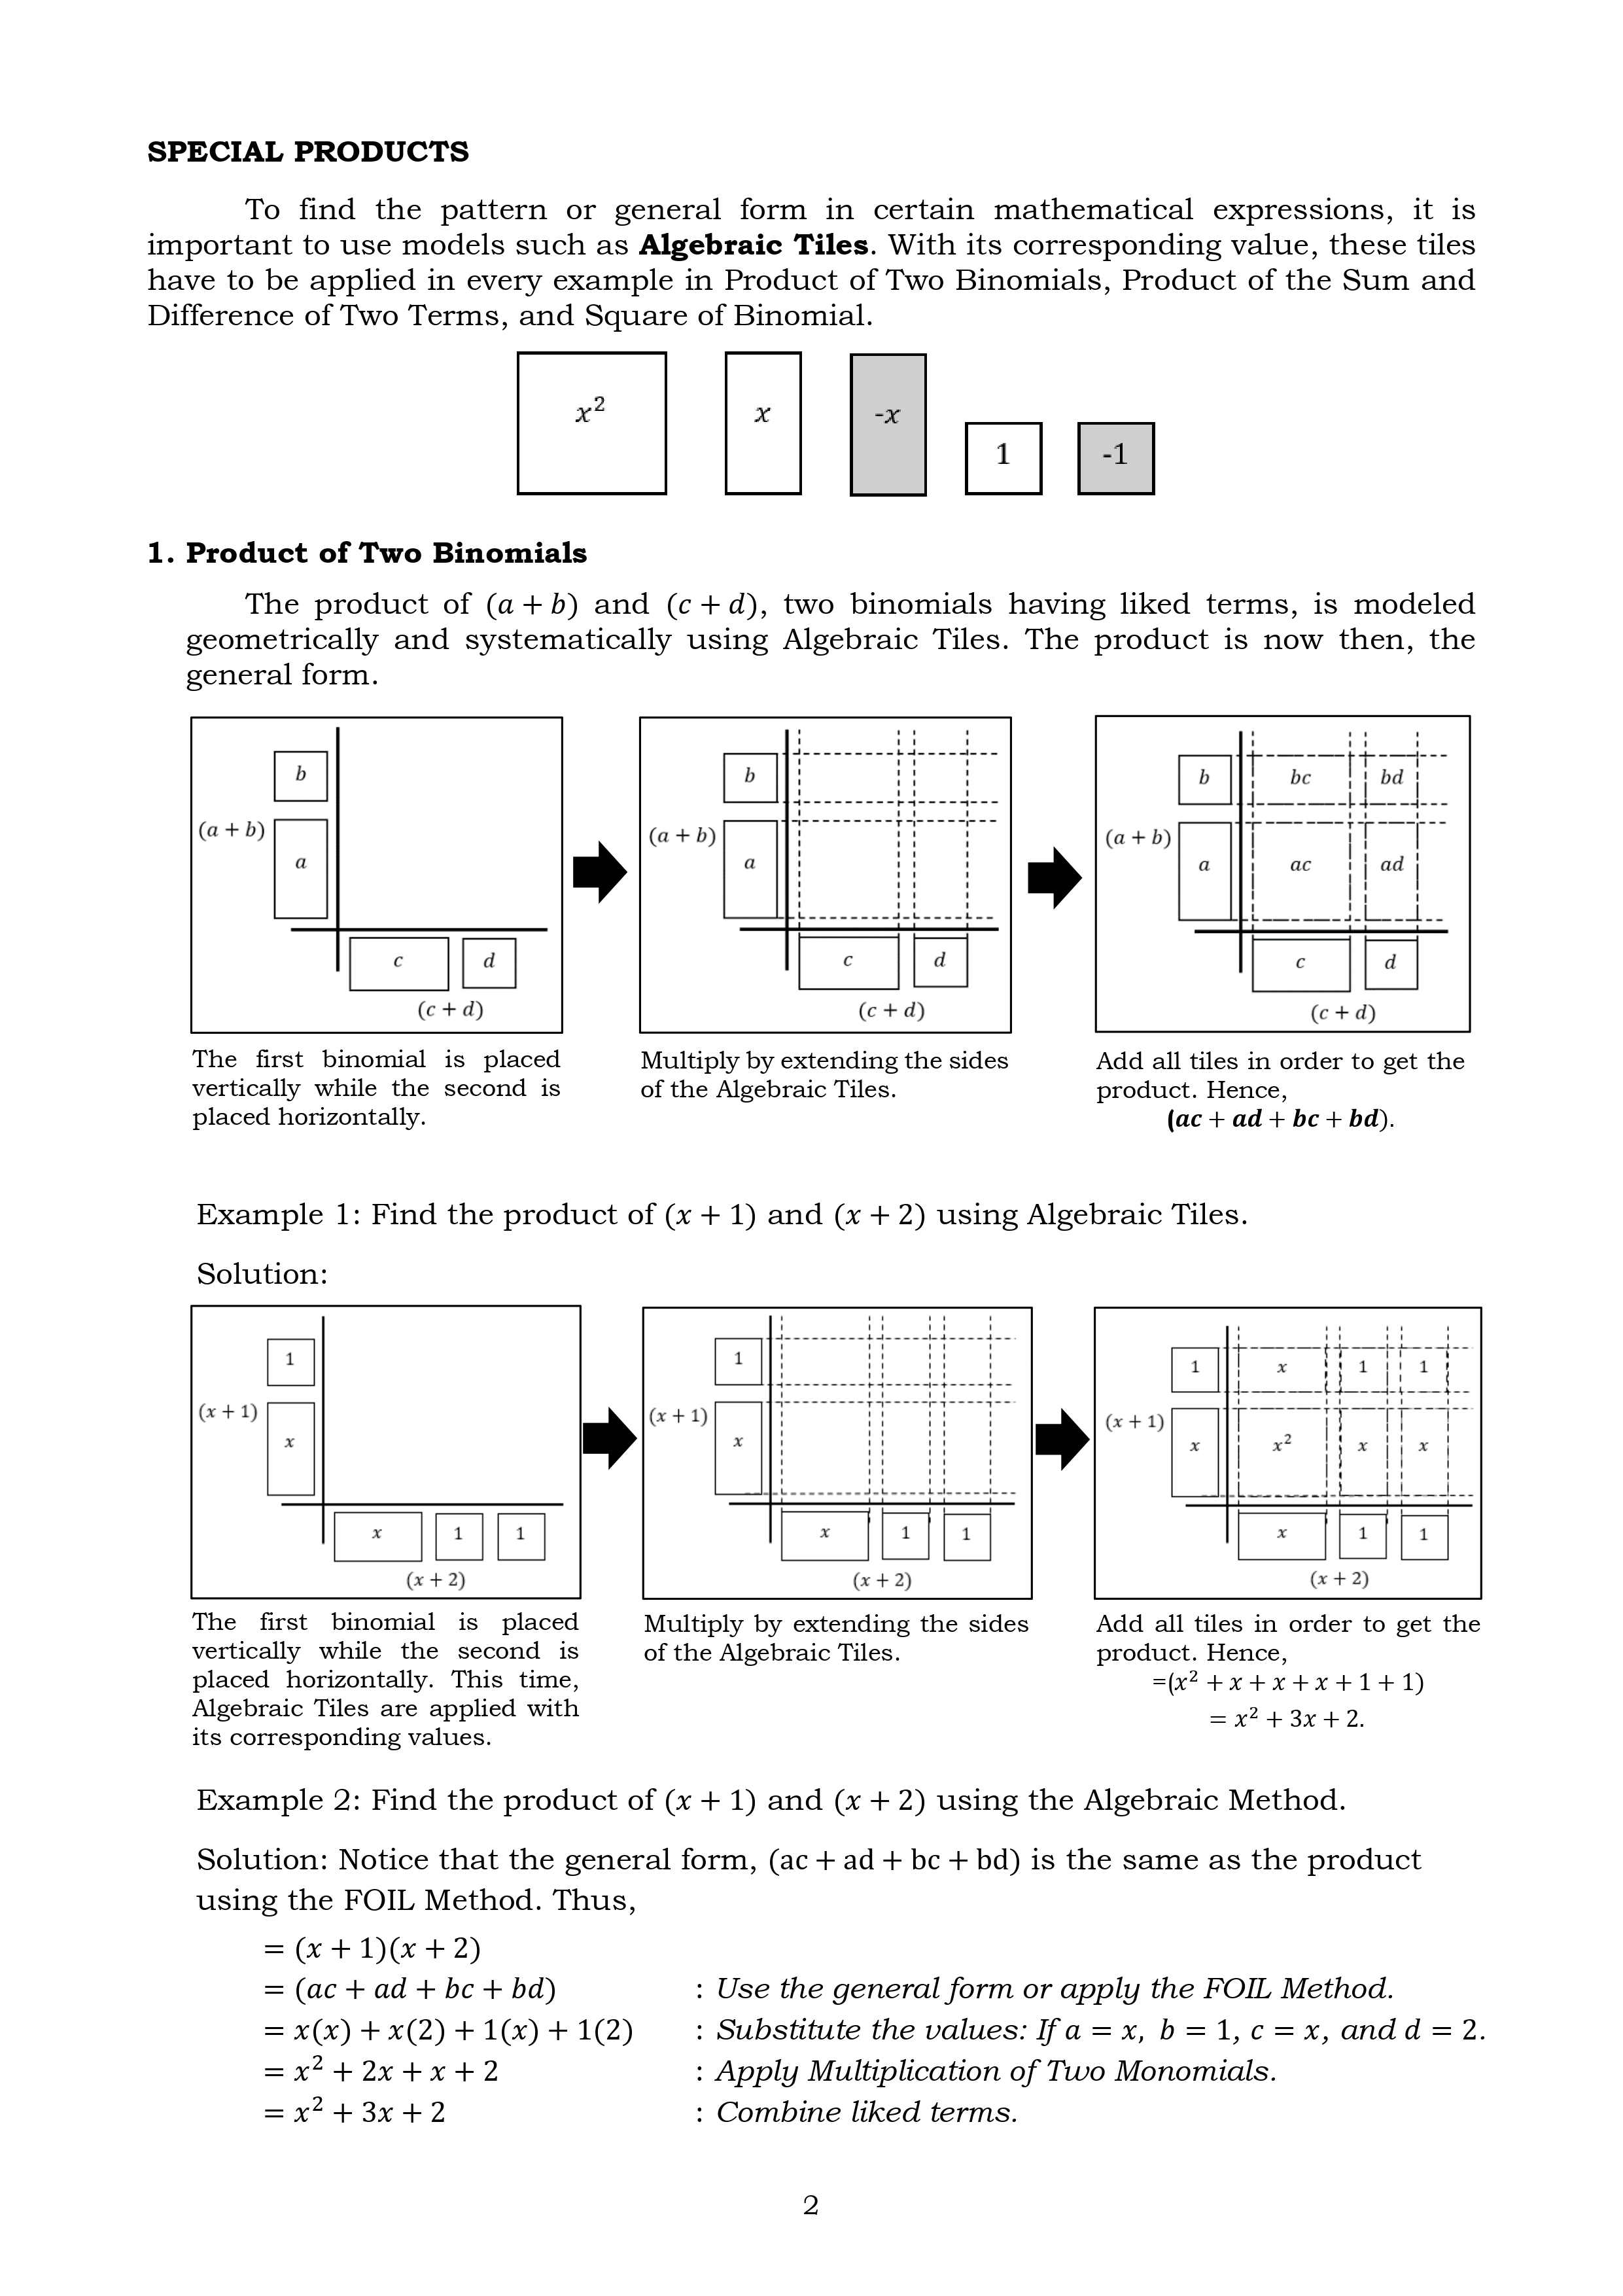 SPECIAL PRODUCTS
To find the pattern or general form in certain mathematical expressions, it is
important to use models such as Algebraic Tiles. With its corresponding value, these tiles
have to be applied in every example in Product of Two Binomials, Product of the Sum and
Difference of Two Terms, and Square of Binomial.
x² x -x 1 -1
1. Product of Two Binomials
The product of (a + b) and (c + d), two binomials having liked terms, is modeled
geometrically and systematically using Algebraic Tiles. The product is now then, the
general form.
b
(a + b)
a
c d
(c + d)
b
(a + b)
a
c d
(c + d)
b bc bd
(a + b)
a ac ad
c d
(c + d)
The first binomial is placed
vertically while the second is
placed horizontally.
Multiply by extending the sides
of the Algebraic Tiles.
Add all tiles in order to get the
product. Hence,
(ac + ad + bc + bd).
Example 1: Find the product of (x + 1) and (x + 2) using Algebraic Tiles.
Solution:
1
(x + 1)
x
x 1 1
(x + 2)
1
(x + 1)
x
x 1 1
(x + 2)
1 x 1 1
(x + 1)
x x² x x
x 1 1
(x + 2)
The first binomial is placed
vertically while the second is
placed horizontally. This time,
Algebraic Tiles are applied with
its corresponding values.
Multiply by extending the sides
of the Algebraic Tiles.
Add all tiles in order to get the
product. Hence,
=(x² + x + x + x + 1 + 1)
= x² + 3x + 2.
Example 2: Find the product of (x + 1) and (x + 2) using the Algebraic Method.
Solution: Notice that the general form, (ac + ad + bc + bd) is the same as the product
using the FOIL Method. Thus,
= (x + 1)(x + 2)
= (ac + ad + bc + bd) : Use the general form or apply the FOIL Method.
= x(x) + x(2) + 1(x) + 1(2) : Substitute the values: If a = x, b = 1, c = x, and d = 2.
= x² + 2x + x + 2 : Apply Multiplication of Two Monomials.
= x² + 3x + 2 : Combine liked terms.
2